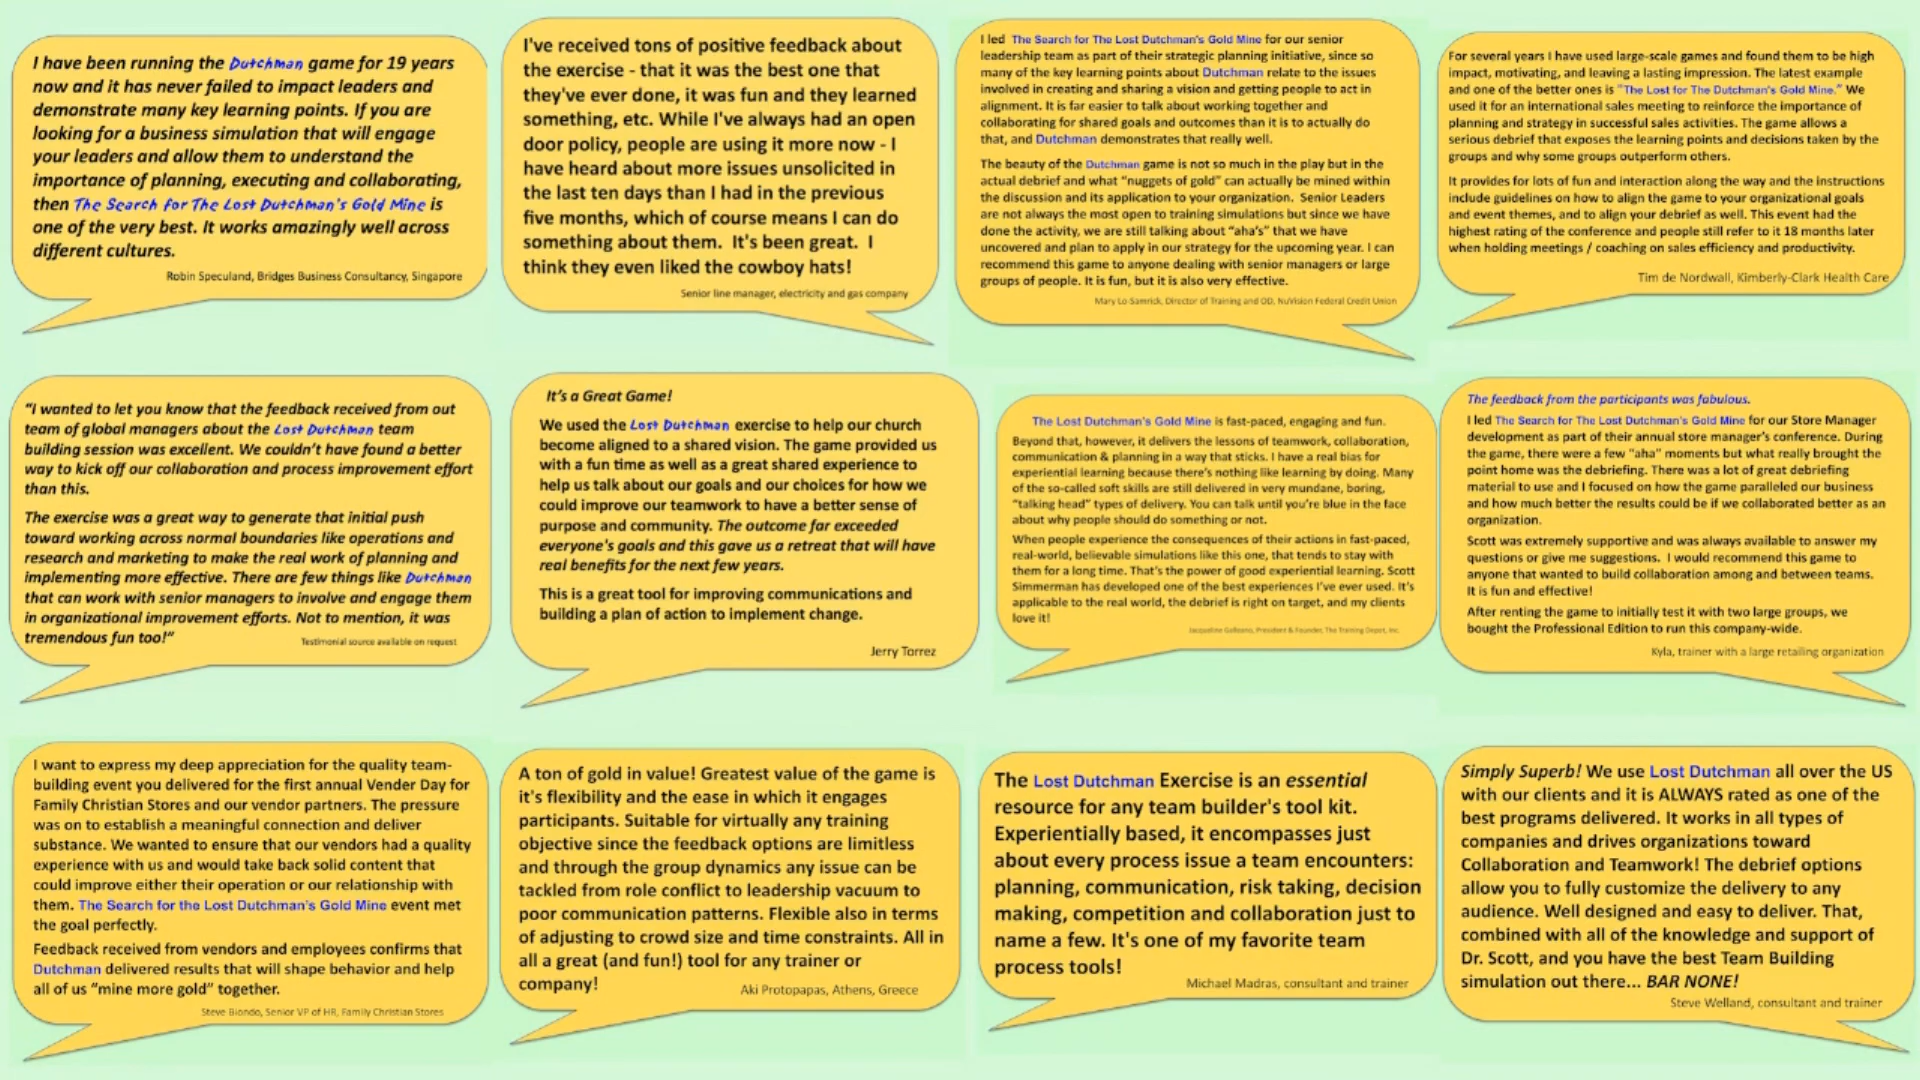 I have been running the Dutchman game for 19 years
now and it has never failed to impact leaders and
demonstrate many key learning points. If you are
looking for a business simulation that will engage
your leaders and allow them to understand the
importance of planning, executing and collaborating,
then The Search for The Lost Dutchman's Gold Mine is
one of the very best. It works amazingly well across
different cultures.
Robin Speculand, Bridges Business Consultancy, Singapore
I've received tons of positive feedback about
the exercise - that it was the best one that
they've ever done, it was fun and they learned
something, etc. While I've always had an open
door policy, people are using it more now - I
have heard about more issues unsolicited in
the last ten days than I had in the previous
five months, which of course means I can do
something about them. It's been great. I
think they even liked the cowboy hats!
Senior line manager, electricity and gas company
I led The Search for The Lost Dutchman's Gold Mine for our senior
leadership team as part of their strategic planning initiative, since so
many of the key learning points about Dutchman relate to the issues
involved in creating and sharing a vision and getting people to act in
alignment. It is far easier to talk about working together and
collaborating for shared goals and outcomes than it is to actually do
that, and Dutchman demonstrates that really well.
The beauty of the Dutchman game is not so much in the play but in the
actual debrief and what “nuggets of gold” can actually be mined within
the discussion and its application to your organization. Senior Leaders
are not always the most open to training simulations but since we have
done the activity, we are still talking about “aha’s” that we have
uncovered and plan to apply in our strategy for the upcoming year. I can
recommend this game to anyone dealing with senior managers or large
groups of people. It is fun, but it is also very effective.
Mary Lo Samrick, Director of Training and OD, NuVision Federal Credit Union
For several years I have used large-scale games and found them to be high
impact, motivating, and leaving a lasting impression. The latest example
and one of the better ones is "The Lost for The Dutchman's Gold Mine." We
used it for an international sales meeting to reinforce the importance of
planning and strategy in successful sales activities. The game allows a
serious debrief that exposes the learning points and decisions taken by the
groups and why some groups outperform others.
It provides for lots of fun and interaction along the way and the instructions
include guidelines on how to align the game to your organizational goals
and event themes, and to align your debrief as well. This event had the
highest rating of the conference and people still refer to it 18 months later
when holding meetings / coaching on sales efficiency and productivity.
Tim de Nordwall, Kimberly-Clark Health Care
“I wanted to let you know that the feedback received from out
team of global managers about the Lost Dutchman team
building session was excellent. We couldn’t have found a better
way to kick off our collaboration and process improvement effort
than this.
The exercise was a great way to generate that initial push
toward working across normal boundaries like operations and
research and marketing to make the real work of planning and
implementing more effective. There are few things like Dutchman
that can work with senior managers to involve and engage them
in organizational improvement efforts. Not to mention, it was
tremendous fun too!”
Testimonial source available on request
It’s a Great Game!
We used the Lost Dutchman exercise to help our church
become aligned to a shared vision. The game provided us
with a fun time as well as a great shared experience to
help us talk about our goals and our choices for how we
could improve our teamwork to have a better sense of
purpose and community. The outcome far exceeded
everyone's goals and this gave us a retreat that will have
real benefits for the next few years.
This is a great tool for improving communications and
building a plan of action to implement change.
Jerry Torrez
The Lost Dutchman's Gold Mine is fast-paced, engaging and fun.
Beyond that, however, it delivers the lessons of teamwork, collaboration,
communication & planning in a way that sticks. I have a real bias for
experiential learning because there’s nothing like learning by doing. Many
of the so-called soft skills are still delivered in very mundane, boring,
“talking head” types of delivery. You can talk until you’re blue in the face
about why people should do something or not.
When people experience the consequences of their actions in fast-paced,
real-world, believable simulations like this one, that tends to stay with
them for a long time. That’s the power of good experiential learning. Scott
Simmerman has developed one of the best experiences I’ve ever used. It’s
applicable to the real world, the debrief is right on target, and my clients
love it!
Jacqueline President & Founder, The Training Depot, Inc.
The feedback from the participants was fabulous.
I led The Search for The Lost Dutchman's Gold Mine for our Store Manager
development as part of their annual store manager’s conference. During
the game, there were a few “aha” moments but what really brought the
point home was the debriefing. There was a lot of great debriefing
material to use and I focused on how the game paralleled our business
and how much better the results could be if we collaborated better as an
organization.
Scott was extremely supportive and was always available to answer my
questions or give me suggestions. I would recommend this game to
anyone that wanted to build collaboration among and between teams.
It is fun and effective!
After renting the game to initially test it with two large groups, we
bought the Professional Edition to run this company-wide.
Kyla, trainer with a large retailing organization
I want to express my deep appreciation for the quality team-
building event you delivered for the first annual Vender Day for
Family Christian Stores and our vendor partners. The pressure
was on to establish a meaningful connection and deliver
substance. We wanted to ensure that our vendors had a quality
experience with us and would take back solid content that
could improve either their operation or our relationship with
them. The Search for the Lost Dutchman’s Gold Mine event met
the goal perfectly.
Feedback received from vendors and employees confirms that
Dutchman delivered results that will shape behavior and help
all of us “mine more gold” together.
Steve Biondo, Senior VP of HR, Family Christian Stores
A ton of gold in value! Greatest value of the game is
it's flexibility and the ease in which it engages
participants. Suitable for virtually any training
objective since the feedback options are limitless
and through the group dynamics any issue can be
tackled from role conflict to leadership vacuum to
poor communication patterns. Flexible also in terms
of adjusting to crowd size and time constraints. All in
all a great (and fun!) tool for any trainer or
company!
Aki Protopapas, Athens, Greece
The Lost Dutchman Exercise is an essential
resource for any team builder's tool kit.
Experientially based, it encompasses just
about every process issue a team encounters:
planning, communication, risk taking, decision
making, competition and collaboration just to
name a few. It's one of my favorite team
process tools!
Michael Madras, consultant and trainer
Simply Superb! We use Lost Dutchman all over the US
with our clients and it is ALWAYS rated as one of the
best programs delivered. It works in all types of
companies and drives organizations toward
Collaboration and Teamwork! The debrief options
allow you to fully customize the delivery to any
audience. Well designed and easy to deliver. That,
combined with all of the knowledge and support of
Dr. Scott, and you have the best Team Building
simulation out there... BAR NONE!
Steve Welland, consultant and trainer